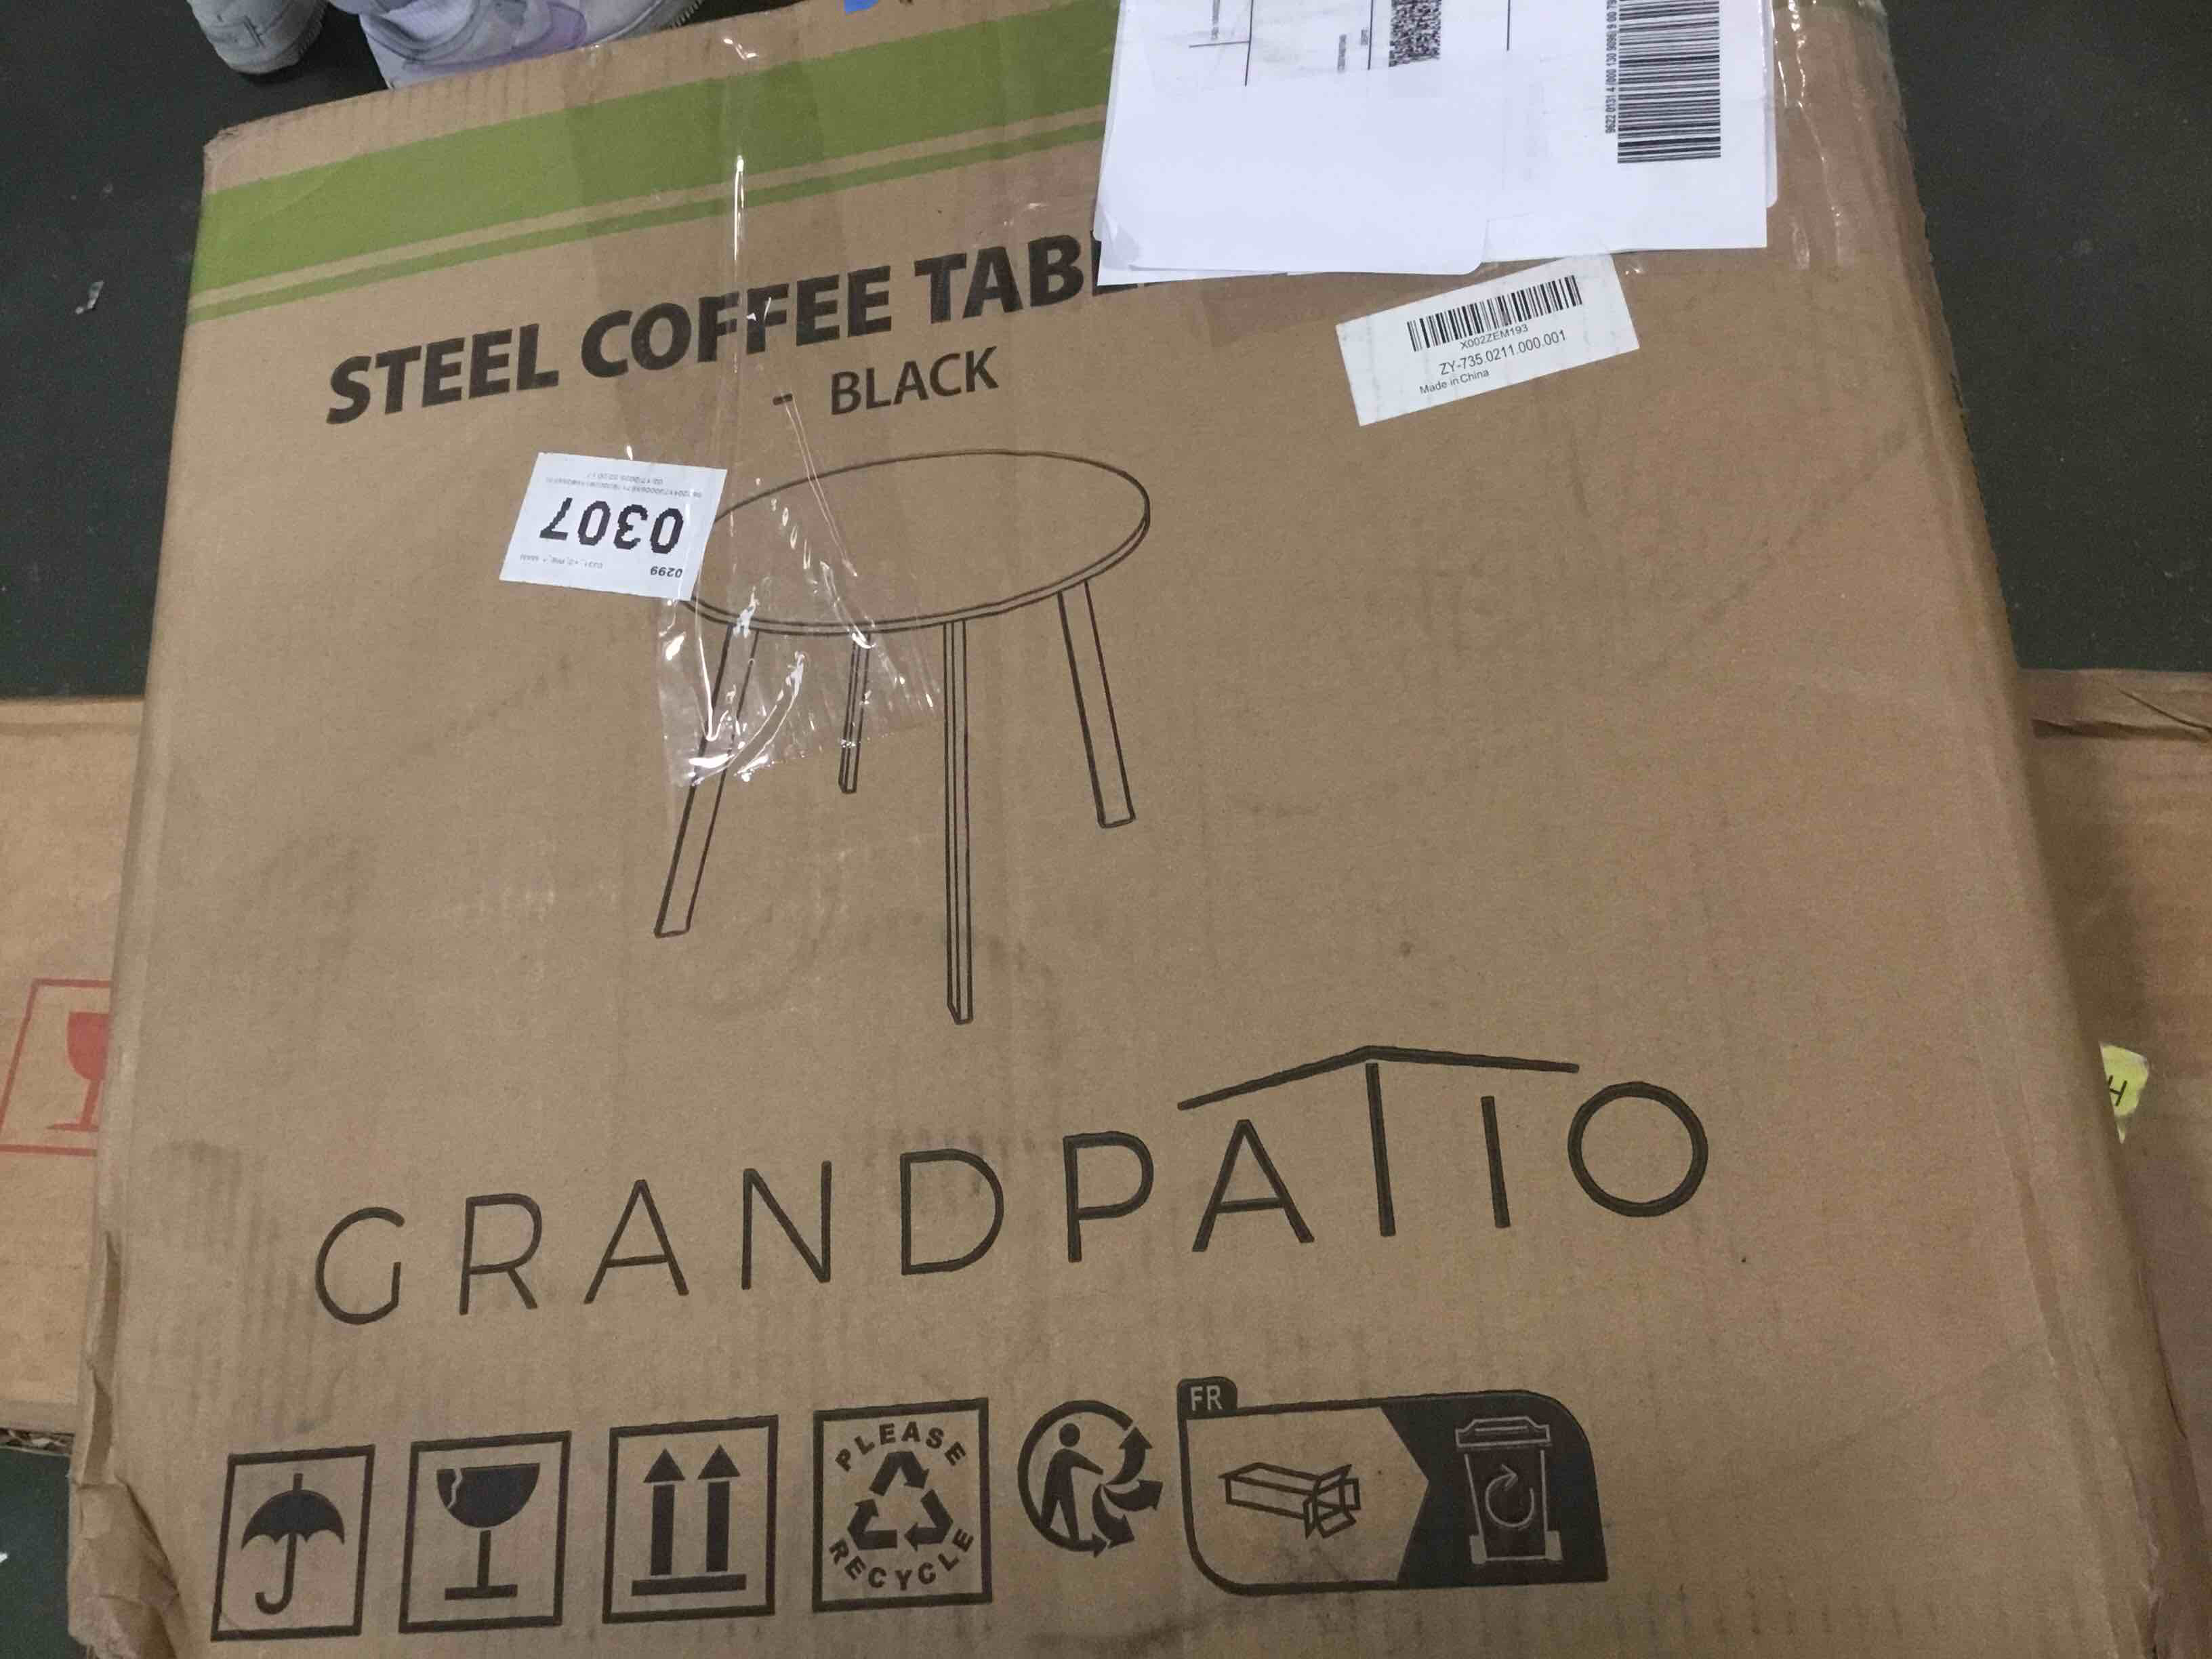 STEEL COFFEE TAB
- BLACK
X002ZEM193
ZY-735.0211.000.001
Made in China
0307
0299
GRANDPATIO
PLEASE
RECYCLE
FR
H